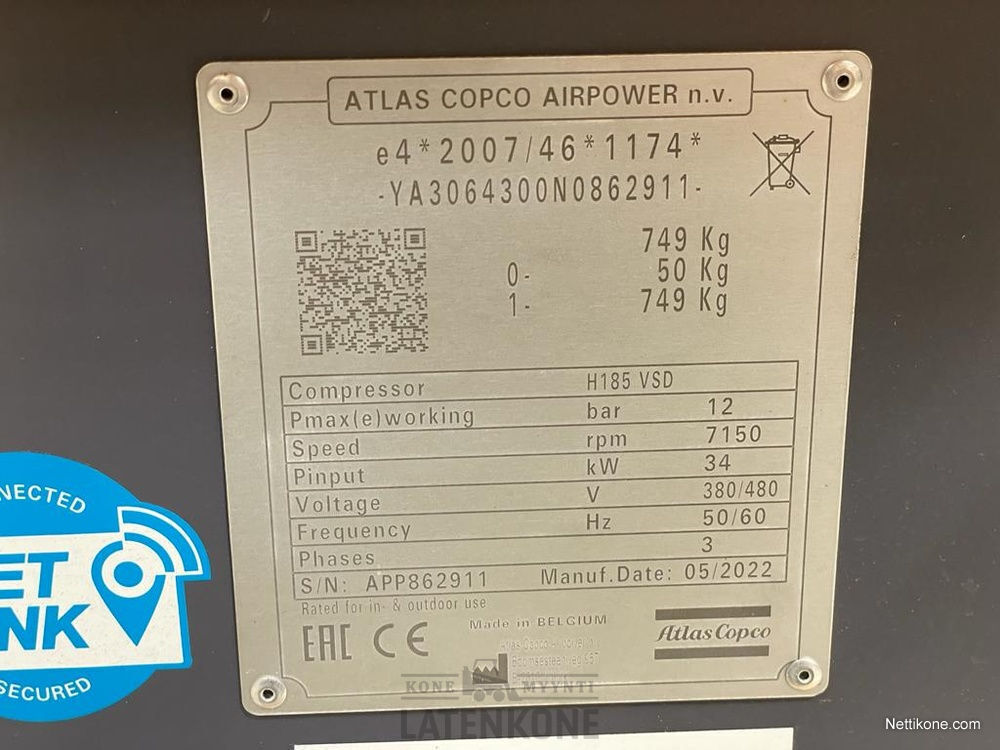 ATLAS COPCO AIRPOWER n.v.
e4*2007/46*1174*
-YA3064300N0862911-
749 Kg
0- 50 Kg
1- 749 Kg
Compressor H185 VSD
Pmax(e)working bar 12
Speed rpm 7150
Pinput kW 34
Voltage V 380/480
Frequency Hz 50/60
Phases 3
S/N: APP862911 Manuf.Date: 05/2022
Rated for in- & outdoor use
Made in BELGIUM
EAC CE
Atlas Copco
KONE MYYNTI
LATENKONE
NECTED
ET
NK
SECURED
Nettikone.com